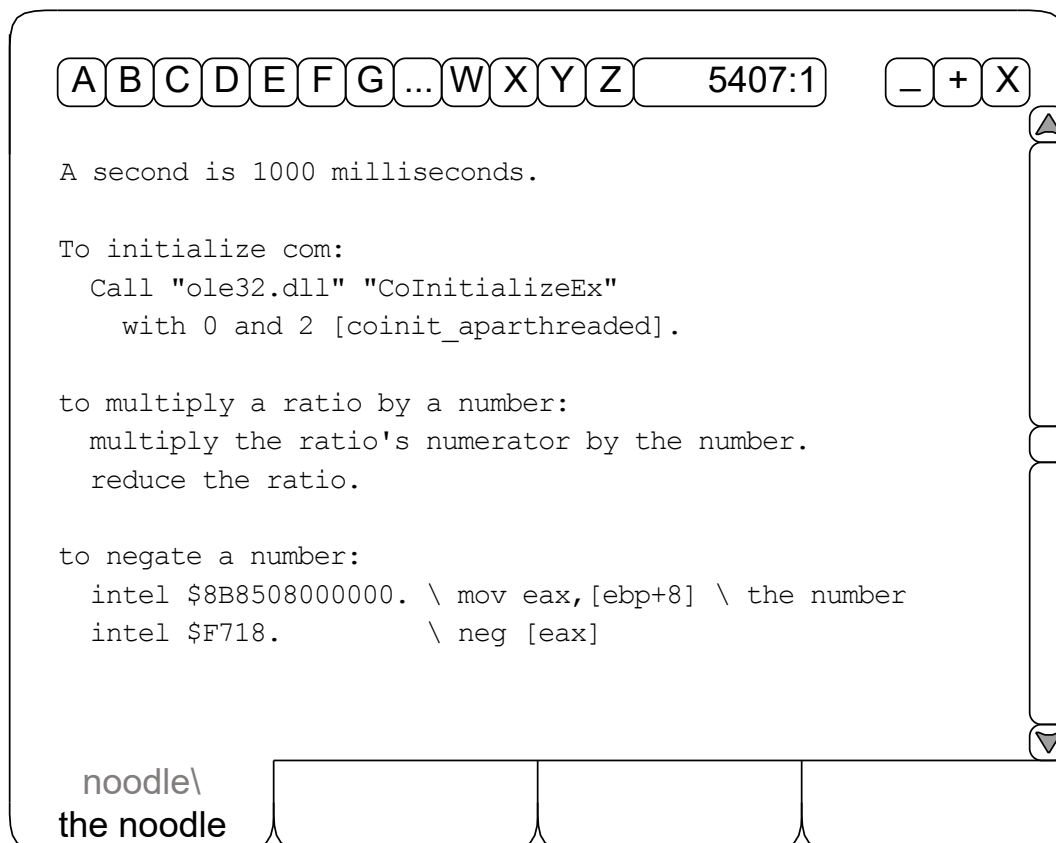 A B C D E F G ... W X Y Z 5407:1 _ + X
A second is 1000 milliseconds.
To initialize com:
Call "ole32.dll" "CoInitializeEx"
with 0 and 2 [coinit_aparthreaded].
to multiply a ratio by a number:
multiply the ratio's numerator by the number.
reduce the ratio.
to negate a number:
intel $8B8508000000. \ mov eax,[ebp+8] \ the number
intel $F718. \ neg [eax]
noodle\
the noodle